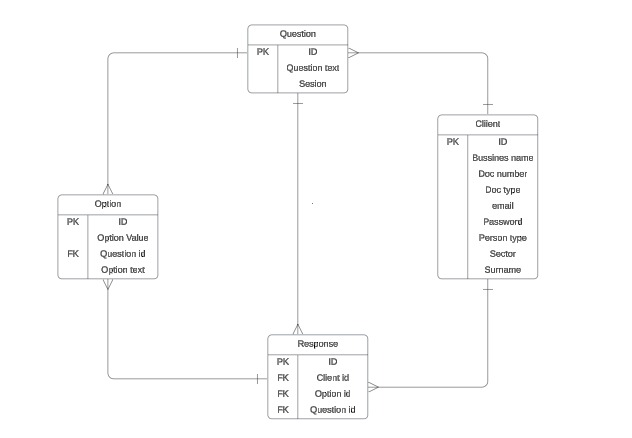 Question
PK ID
Question text
Sesion
Cliient
PK ID
Bussines name
Doc number
Doc type
email
Password
Person type
Sector
Surname
Option
PK ID
Option Value
FK Question id
Option text
Response
PK ID
FK Client id
FK Option id
FK Question id